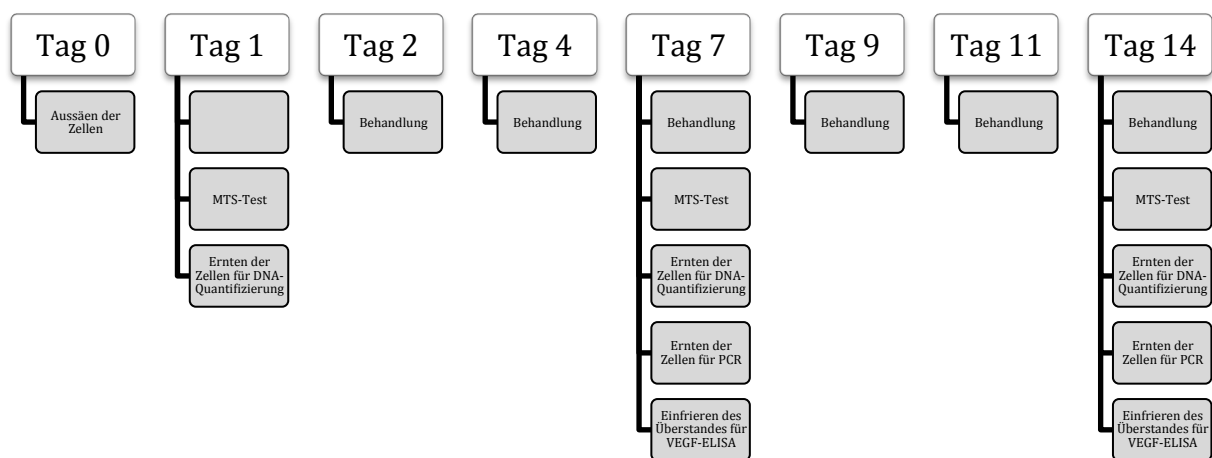 Tag 0
Aussäen der
Zellen
Tag 1
MTS-Test
Ernten der
Zellen für DNA-
Quantifizierung
Tag 2
Behandlung
Tag 4
Behandlung
Tag 7
Behandlung
MTS-Test
Ernten der
Zellen für DNA-
Quantifizierung
Ernten der
Zellen für PCR
Einfrieren des
Überstandes für
VEGF-ELISA
Tag 9
Behandlung
Tag 11
Behandlung
Tag 14
Behandlung
MTS-Test
Ernten der
Zellen für DNA-
Quantifizierung
Ernten der
Zellen für PCR
Einfrieren des
Überstandes für
VEGF-ELISA